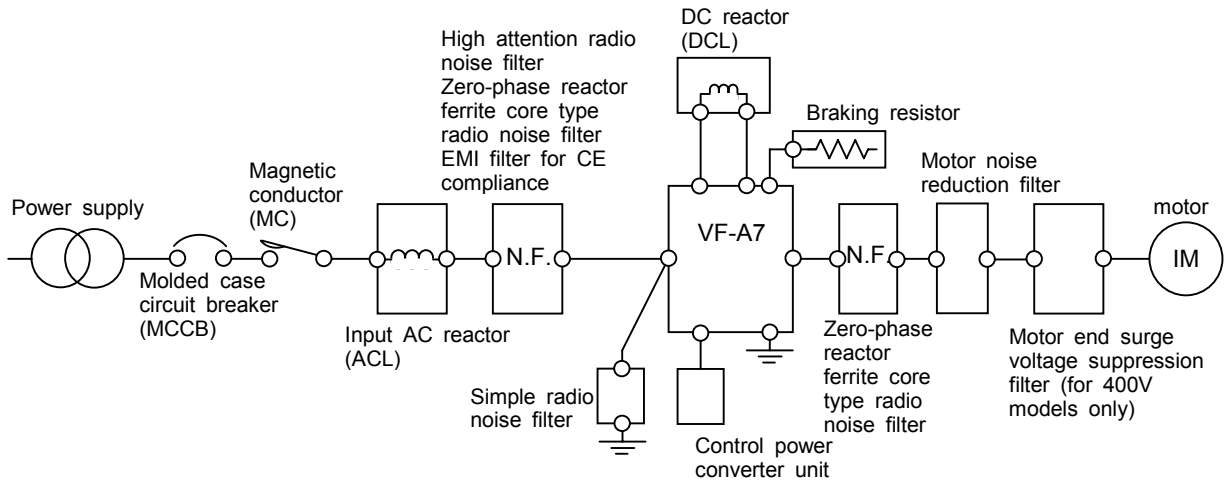 DC reactor
(DCL)
High attention radio
noise filter
Zero-phase reactor
ferrite core type
radio noise filter
EMI filter for CE
compliance
Braking resistor
Magnetic
conductor
(MC)
Motor noise
reduction filter
Power supply
motor
VF-A7
N.F.
N.F.
IM
Molded case
circuit breaker
(MCCB)
Input AC reactor
(ACL)
Zero-phase
reactor
ferrite core
type radio
noise filter
Motor end surge
voltage suppression
filter (for 400V
models only)
Simple radio
noise filter
Control power
converter unit